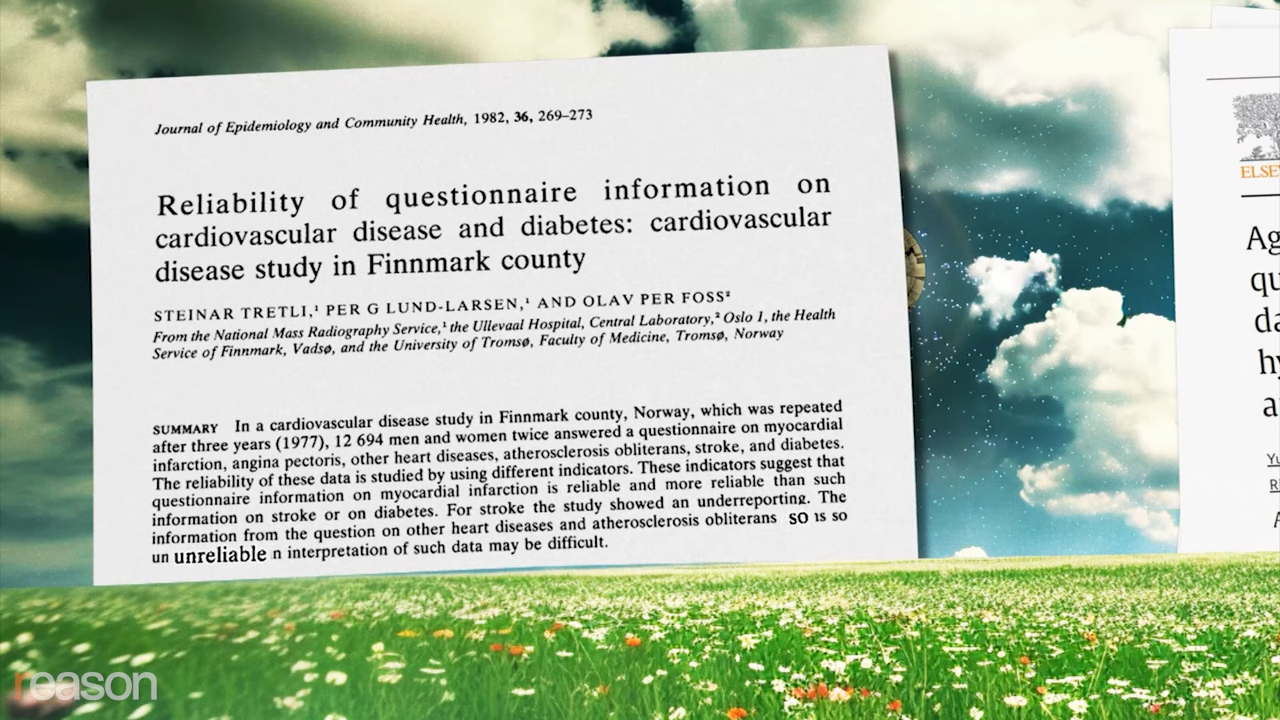 Journal of Epidemiology and Community Health, 1982, 36, 269–273
Reliability of questionnaire information on
cardiovascular disease and diabetes: cardiovascular
disease study in Finnmark county
STEINAR TRETLI,¹ PER G LUND-LARSEN,¹ AND OLAV PER FOSS²
From the National Mass Radiography Service,¹ the Ullevaal Hospital, Central Laboratory,² Oslo 1, the Health
Service of Finnmark, Vadsø, and the University of Tromsø, Faculty of Medicine, Tromsø, Norway
SUMMARY In a cardiovascular disease study in Finnmark county, Norway, which was repeated
after three years (1977), 12 694 men and women twice answered a questionnaire on myocardial
infarction, angina pectoris, other heart diseases, atherosclerosis obliterans, stroke, and diabetes.
The reliability of these data is studied by using different indicators. These indicators suggest that
questionnaire information on myocardial infarction is reliable and more reliable than such
information on stroke or on diabetes. For stroke the study showed an underreporting. The
information from the question on other heart diseases and atherosclerosis obliterans so is so
un unreliable n interpretation of such data may be difficult.
ELSE
Ag
qu
da
hy
a
Yu
R
A
reason